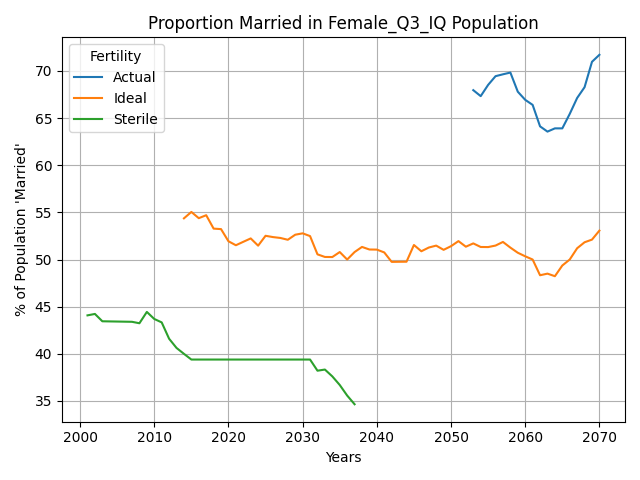 Proportion Married in Female_Q3_IQ Population
Fertility
Actual
Ideal
Sterile
% of Population 'Married'
70
65
60
55
50
45
40
35
2000 2010 2020 2030 2040 2050 2060 2070
Years